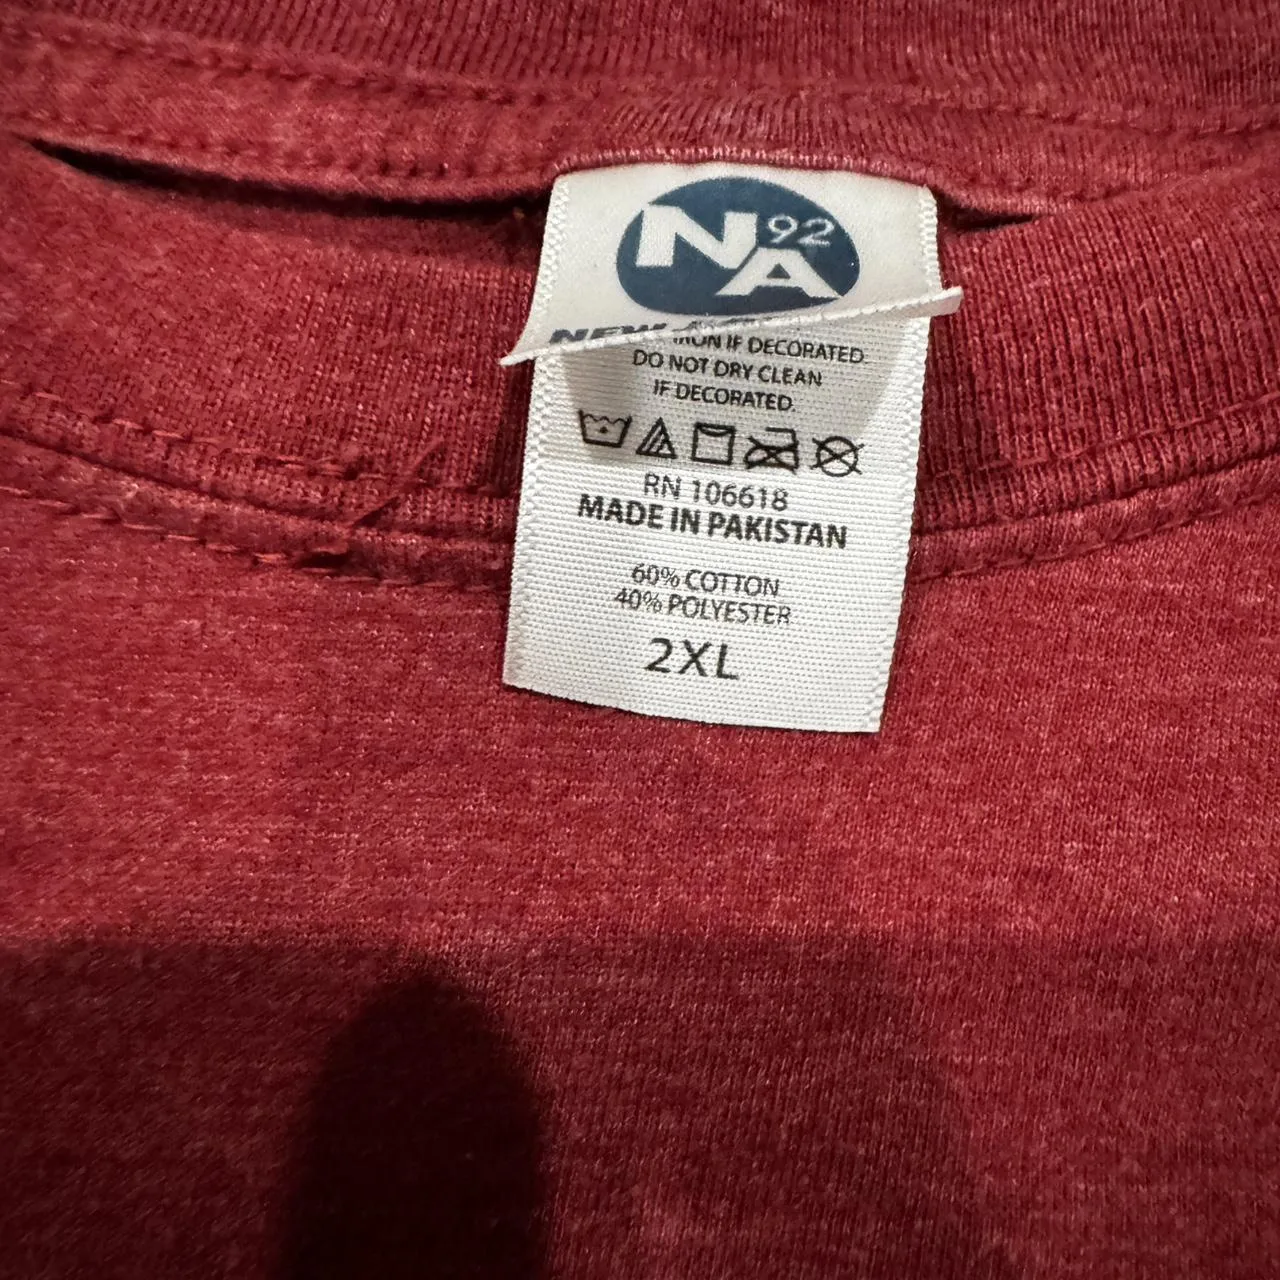 NA 92
NEW
IRON IF DECORATED
DO NOT DRY CLEAN
IF DECORATED
RN 106618
MADE IN PAKISTAN
60% COTTON
40% POLYESTER
2XL